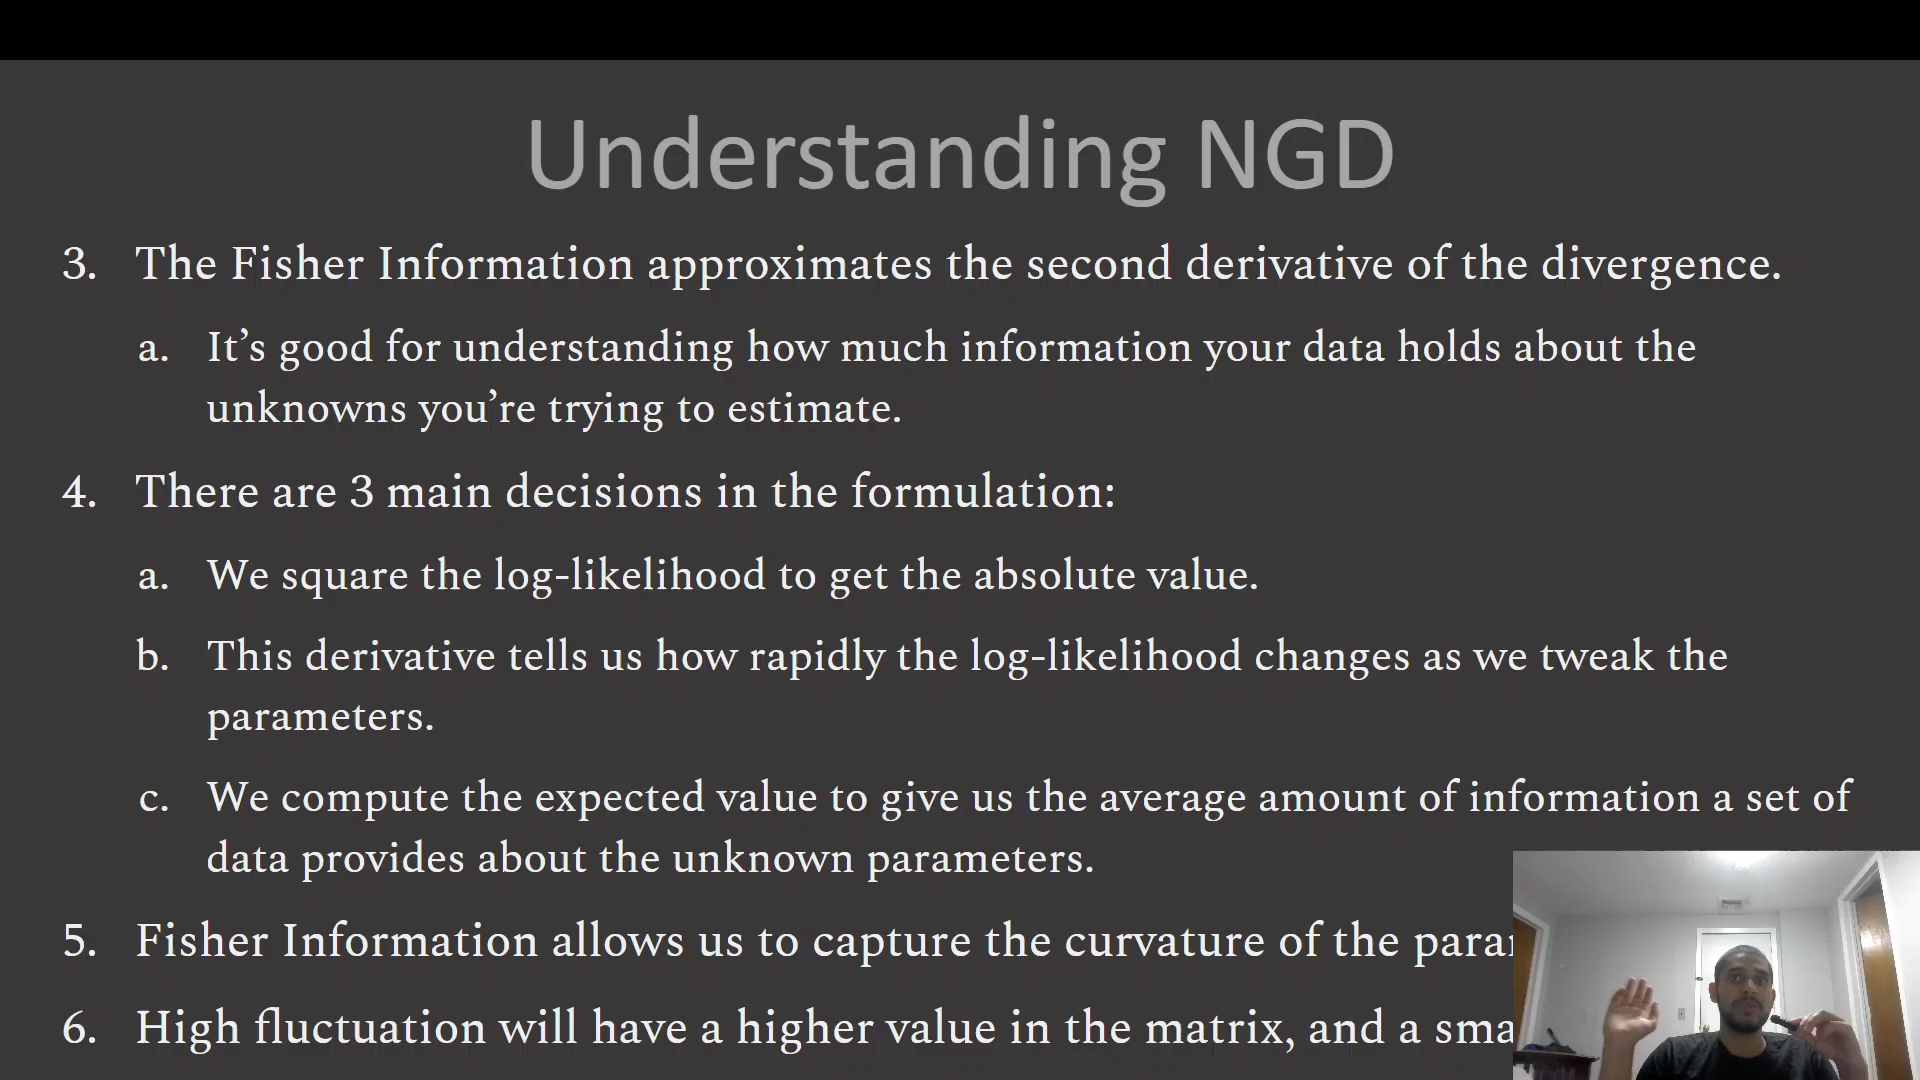 Understanding NGD
3. The Fisher Information approximates the second derivative of the divergence.
a. It’s good for understanding how much information your data holds about the
unknowns you’re trying to estimate.
4. There are 3 main decisions in the formulation:
a. We square the log-likelihood to get the absolute value.
b. This derivative tells us how rapidly the log-likelihood changes as we tweak the
parameters.
c. We compute the expected value to give us the average amount of information a set of
data provides about the unknown parameters.
5. Fisher Information allows us to capture the curvature of the
6. High fluctuation will have a higher value in the matrix, and a